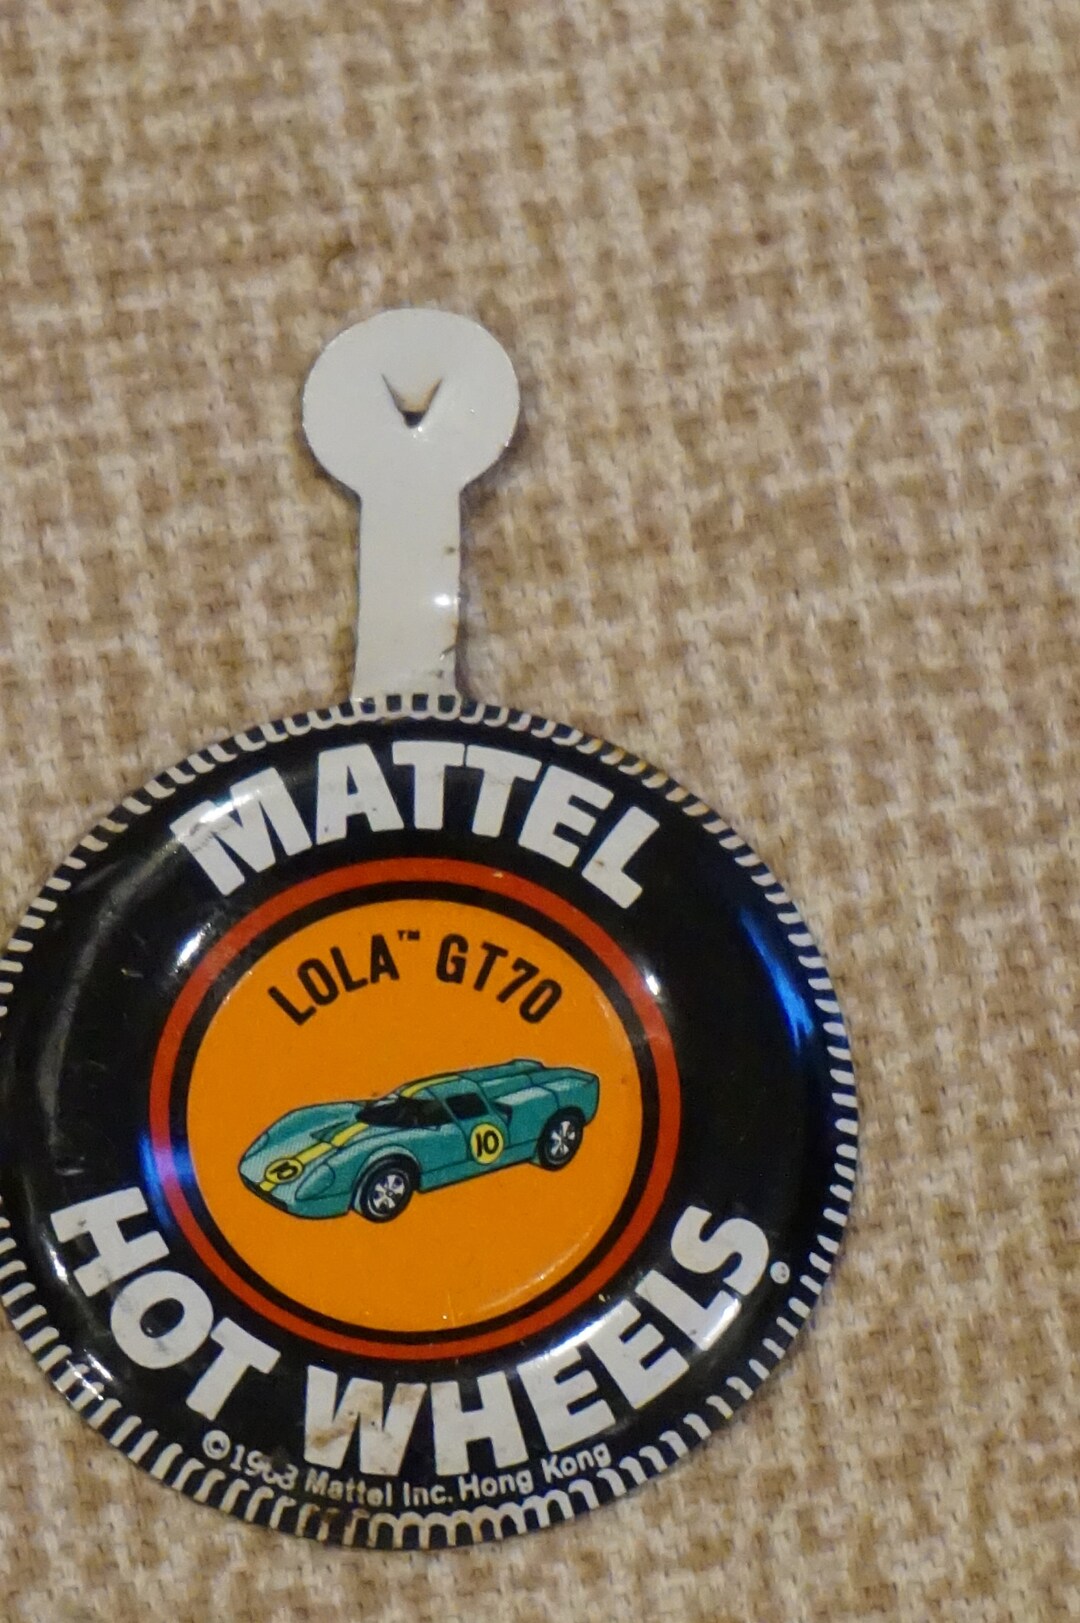 MATTEL
LOLA™ GT70
10
10
HOT WHEELS®
© Mattel Inc. Hong Kong